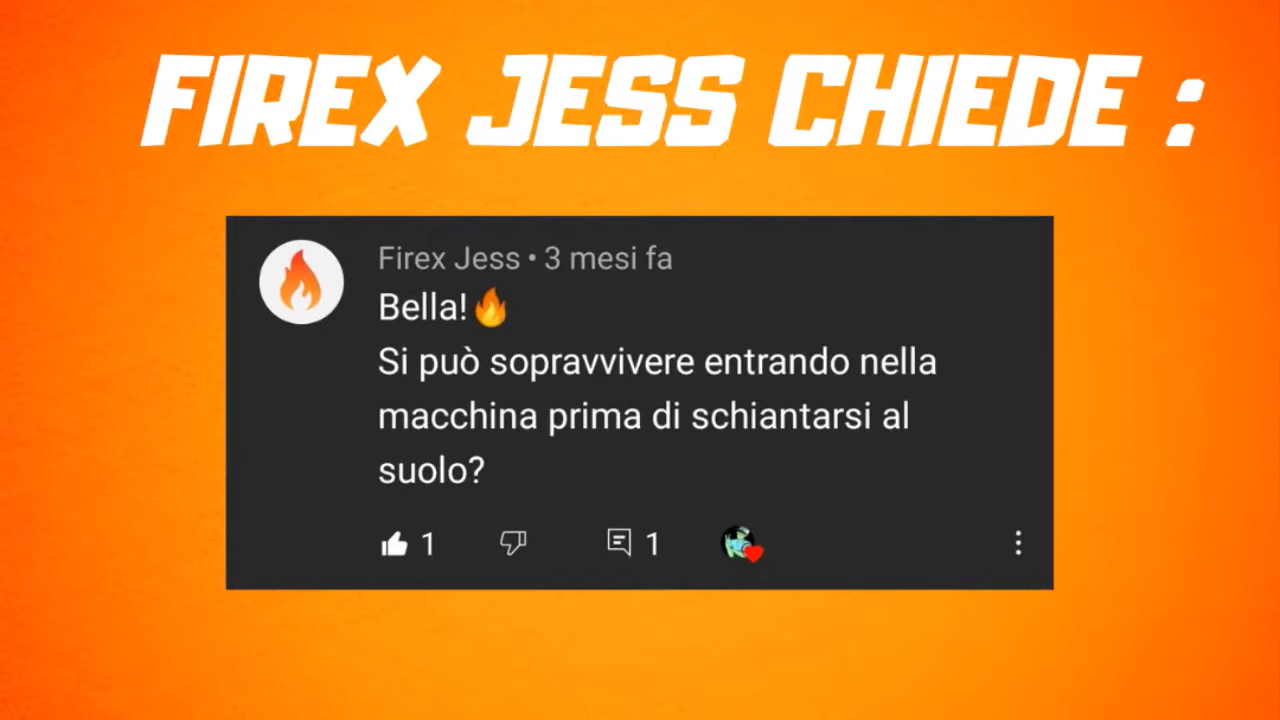 FIREX JESS CHIEDE :
Firex Jess • 3 mesi fa
Bella!🔥
Si può sopravvivere entrando nella
macchina prima di schiantarsi al
suolo?
1 1